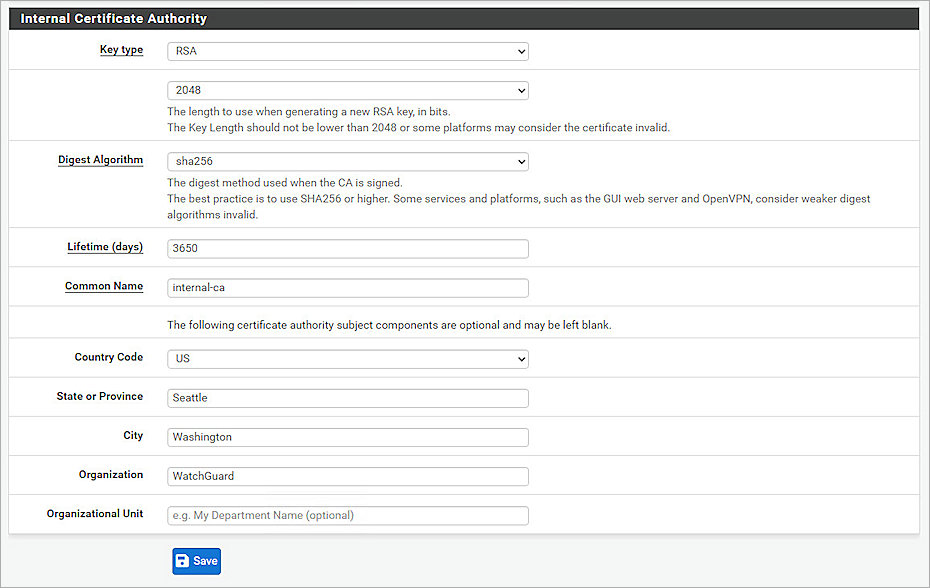 Internal Certificate Authority
Key type
RSA
2048
The length to use when generating a new RSA key, in bits.
The Key Length should not be lower than 2048 or some platforms may consider the certificate invalid.
Digest Algorithm
sha256
The digest method used when the CA is signed.
The best practice is to use SHA256 or higher. Some services and platforms, such as the GUI web server and OpenVPN, consider weaker digest
algorithms invalid.
Lifetime (days)
3650
Common Name
internal-ca
The following certificate authority subject components are optional and may be left blank.
Country Code
US
State or Province
Seattle
City
Washington
Organization
WatchGuard
Organizational Unit
e.g. My Department Name (optional)
Save